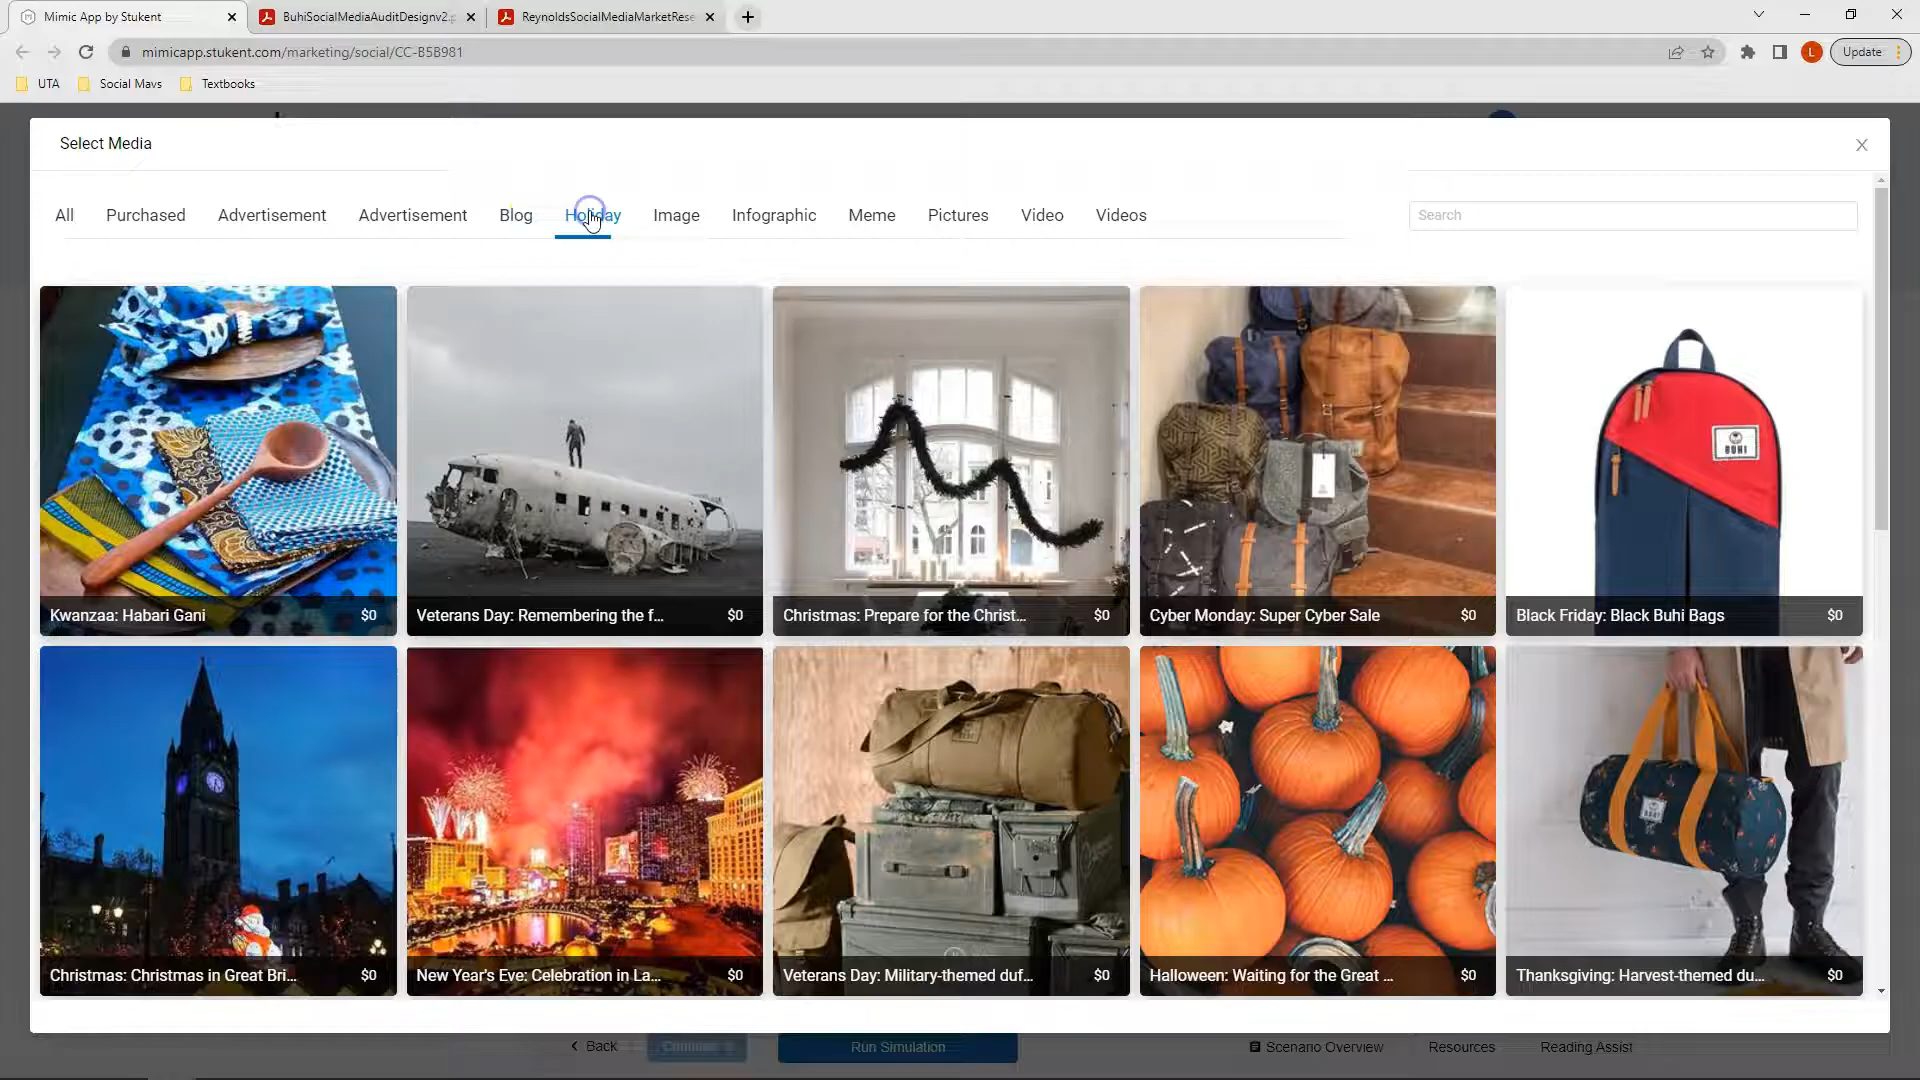 Mimic App by Stukent
BuhiSocialMediaAuditDesignv2.p
ReynoldsSocialMediaMarketRese
mimicapp.stukent.com/marketing/social/CC-B5B981
L
Update
UTA
Social Mavs
Textbooks
Select Media
All
Purchased
Advertisement
Advertisement
Blog
Holiday
Image
Infographic
Meme
Pictures
Video
Videos
Search
BUHI
Kwanzaa: Habari Gani $0
Veterans Day: Remembering the f... $0
Christmas: Prepare for the Christ... $0
Cyber Monday: Super Cyber Sale $0
Black Friday: Black Buhi Bags $0
BUHI
Christmas: Christmas in Great Bri... $0
New Year's Eve: Celebration in La... $0
Veterans Day: Military-themed duf... $0
Halloween: Waiting for the Great ... $0
Thanksgiving: Harvest-themed du... $0
Back
Run Simulation
Scenario Overview
Resources
Reading Assist